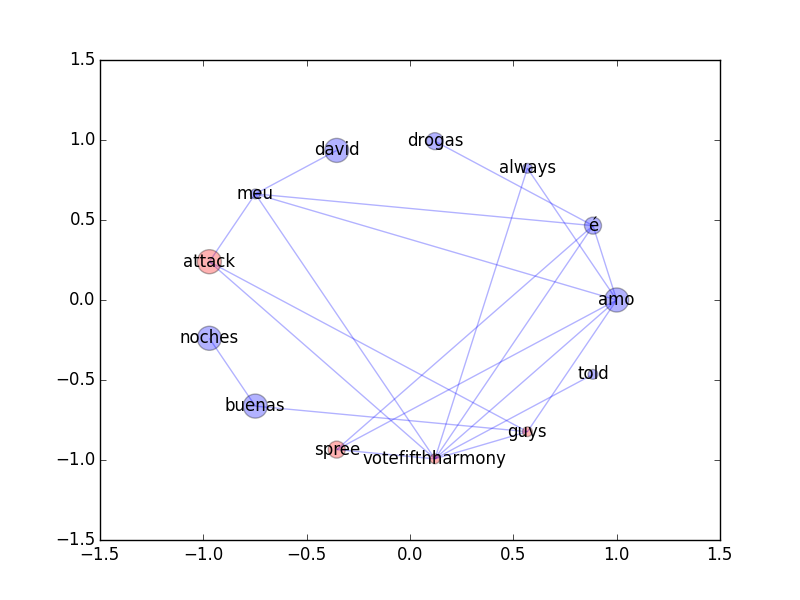 1.5
1.0
0.5
0.0
−0.5
−1.0
−1.5
david
drogas
always
meu
é
attack
amo
noches
told
buenas
guys
spree
votefifthharmony
−1.5
−1.0
−0.5
0.0
0.5
1.0
1.5